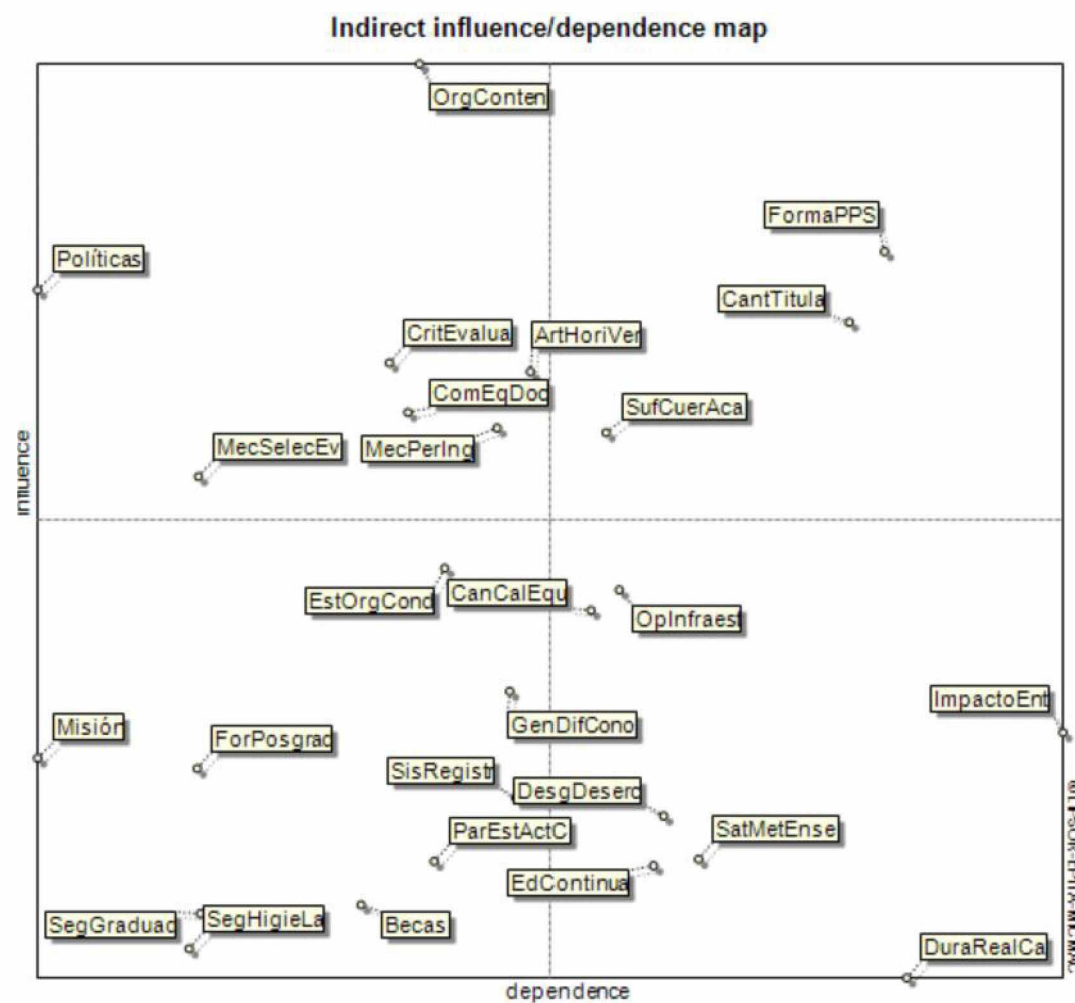 Indirect influence/dependence map
OrgConten
FormaPPS
Políticas
CantTitula
CritEvalua
ArtHoriVer
ComEqDoc
SufCuerAca
MecSelecEv
MecPerIng
influence
EstOrgCond
CanCalEqu
OpInfraest
ImpactoEnt
Misión
ForPosgrad
GenDifCono
SisRegistr
DesgDeserc
ParEstActC
SatMetEnse
EdContinua
SegGraduad
SegHigieLa
Becas
DuraRealCa
dependence